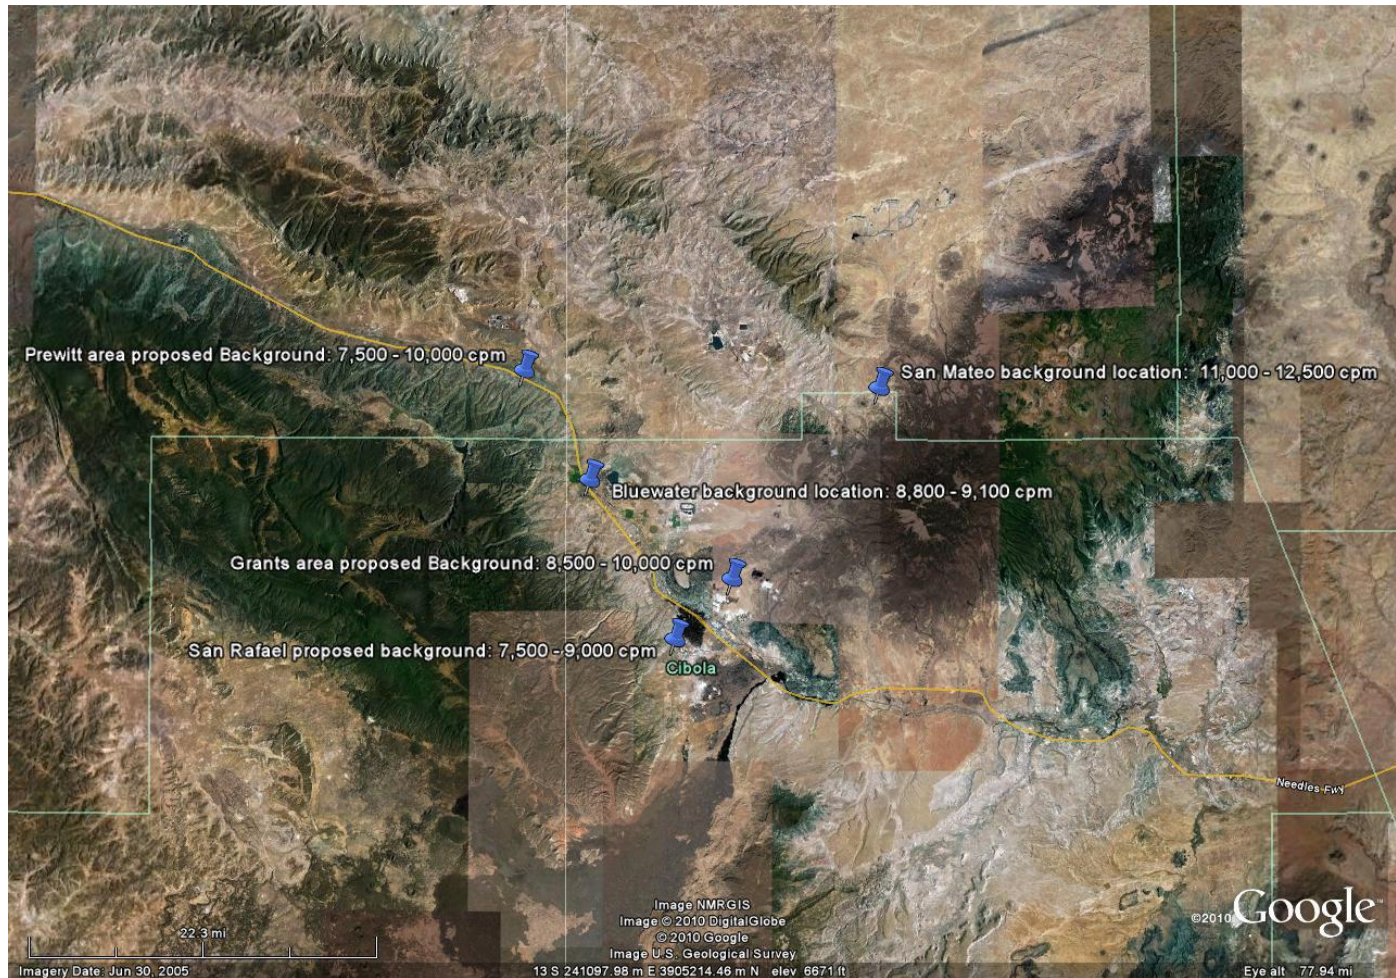 Prewitt area proposed Background: 7,500 - 10,000 cpm
San Mateo background location:  11,000 - 12,500 cpm
Bluewater background location: 8,800 - 9,100 cpm
Grants area proposed Background: 8,500 - 10,000 cpm
San Rafael proposed background: 7,500 - 9,000 cpm
Cibola
Needles FWY
Image NMRGIS
Image © 2010 DigitalGlobe
© 2010 Google
Image U.S. Geological Survey
©2010 Google™
22.3 mi
Imagery Date: Jun 30, 2005
13 S 241097.98 m E 3905214.46 m N elev 6671 ft
Eye alt 77.94 mi